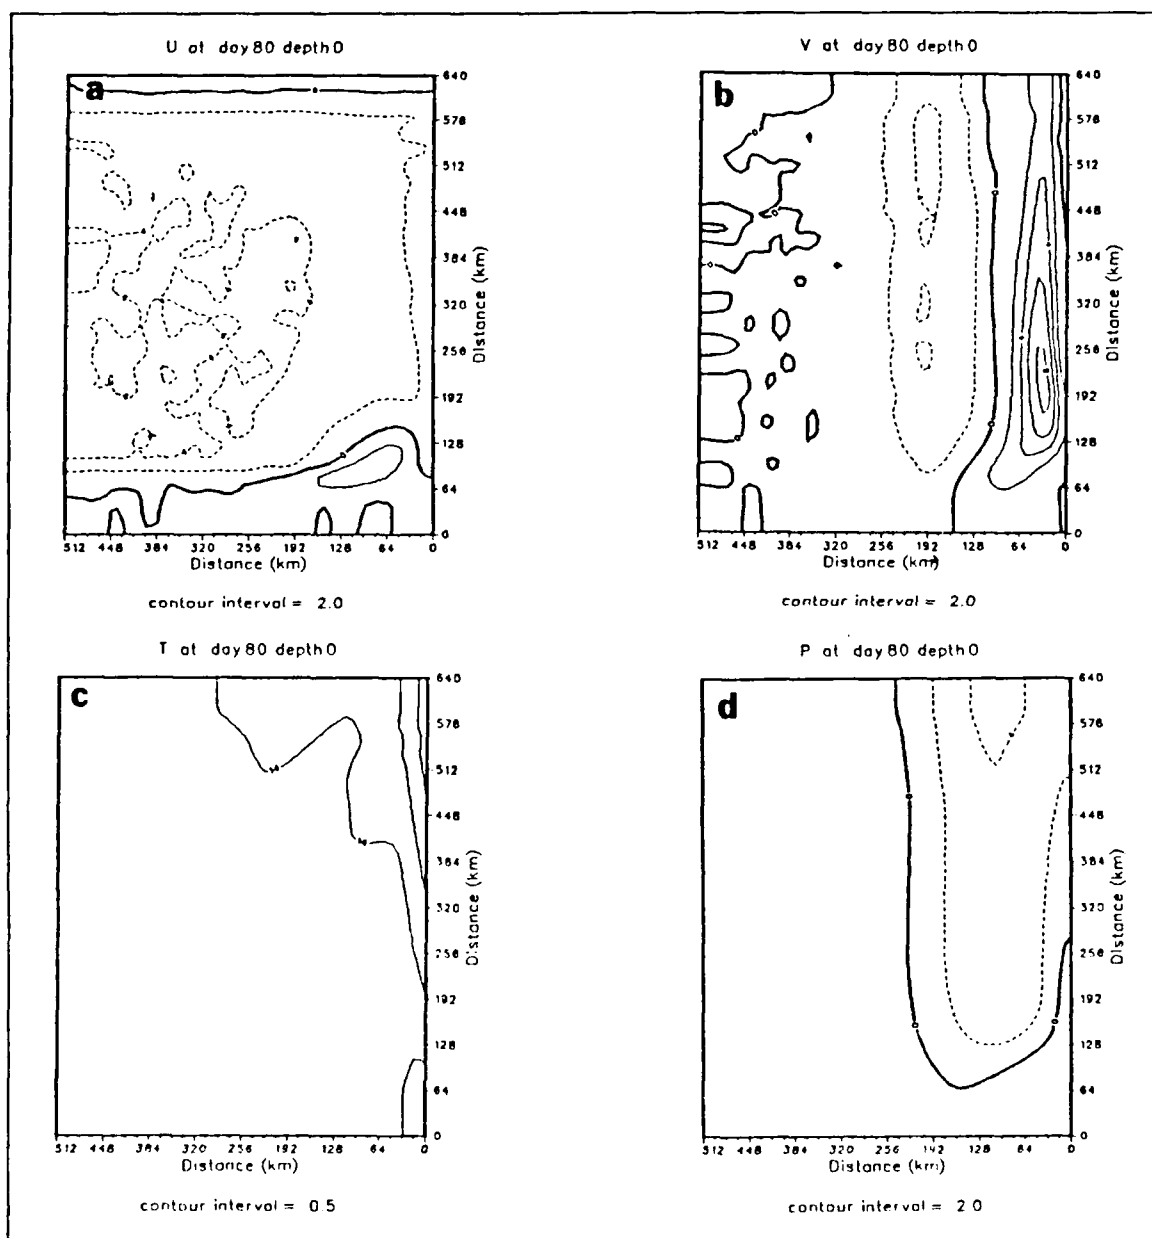 U at day 80 depth 0
a
640
576
512
448
384
320
256
192
128
64
0
Distance (km)
512 448 384 320 256 192 128 64 0
Distance (km)
contour interval = 2.0
V at day 80 depth 0
b
640
576
512
448
384
320
256
192
128
64
0
Distance (km)
512 448 384 320 256 192 128 64 0
Distance (km)
contour interval = 2.0
T at day 80 depth 0
c
640
576
512
448
384
320
256
192
128
64
0
Distance (km)
512 448 384 320 256 192 128 64 0
Distance (km)
contour interval = 0.5
P at day 80 depth 0
d
640
576
512
448
384
320
256
192
128
64
0
Distance (km)
512 448 384 320 256 192 128 64 0
Distance (km)
contour interval = 2.0